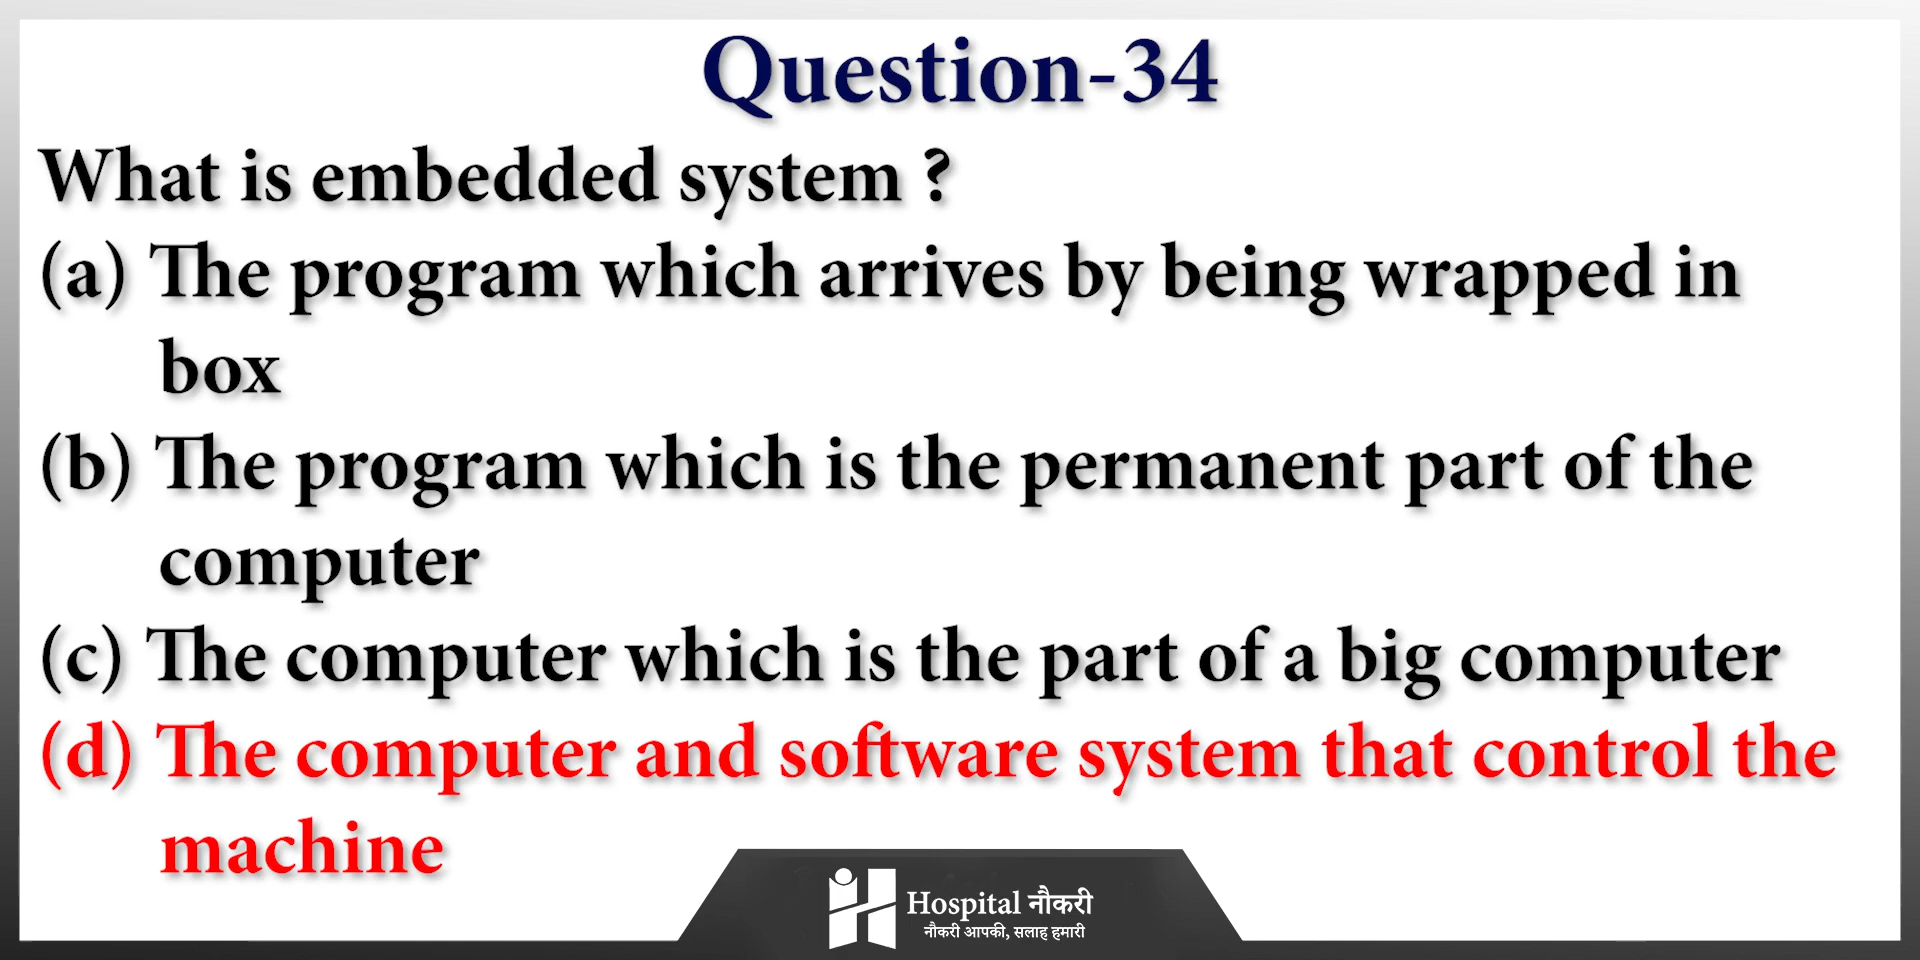 Question-34
What is embedded system ?
(a) The program which arrives by being wrapped in
box
(b) The program which is the permanent part of the
computer
(c) The computer which is the part of a big computer
(d) The computer and software system that control the
machine
Hospital नौकरी
नौकरी आपकी, सलाह हमारी